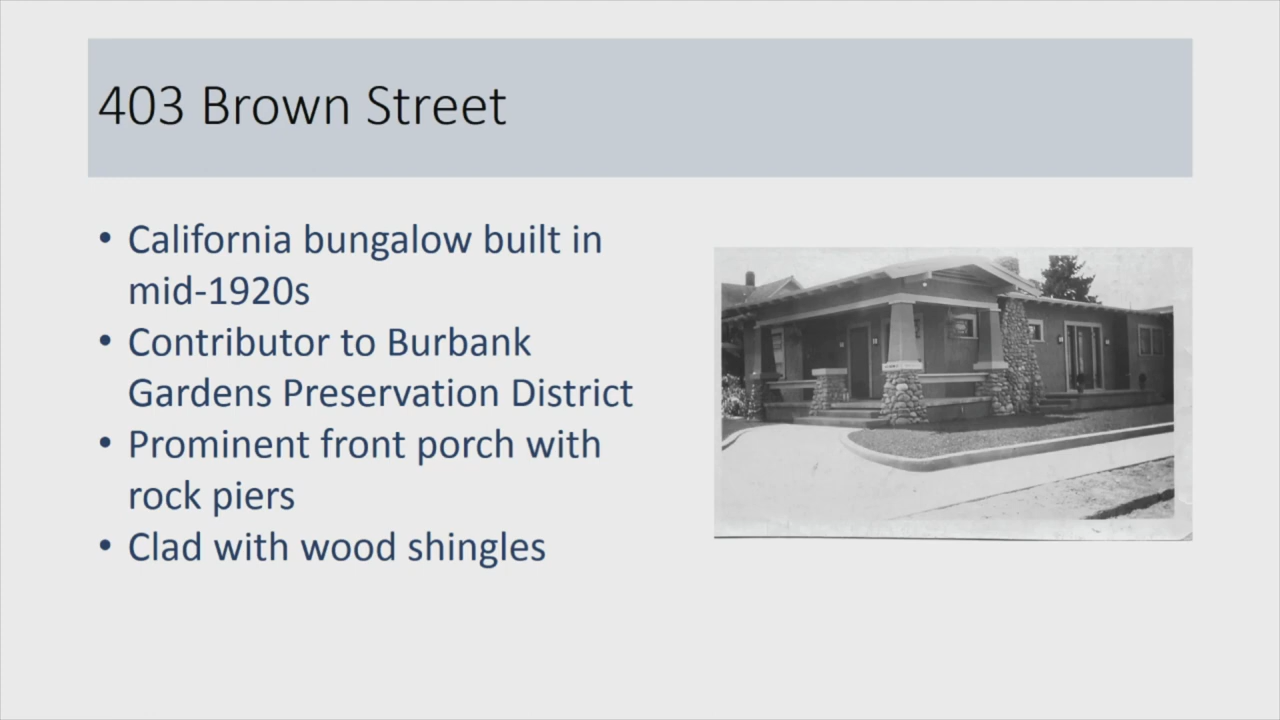 403 Brown Street
• California bungalow built in
mid-1920s
• Contributor to Burbank
Gardens Preservation District
• Prominent front porch with
rock piers
• Clad with wood shingles